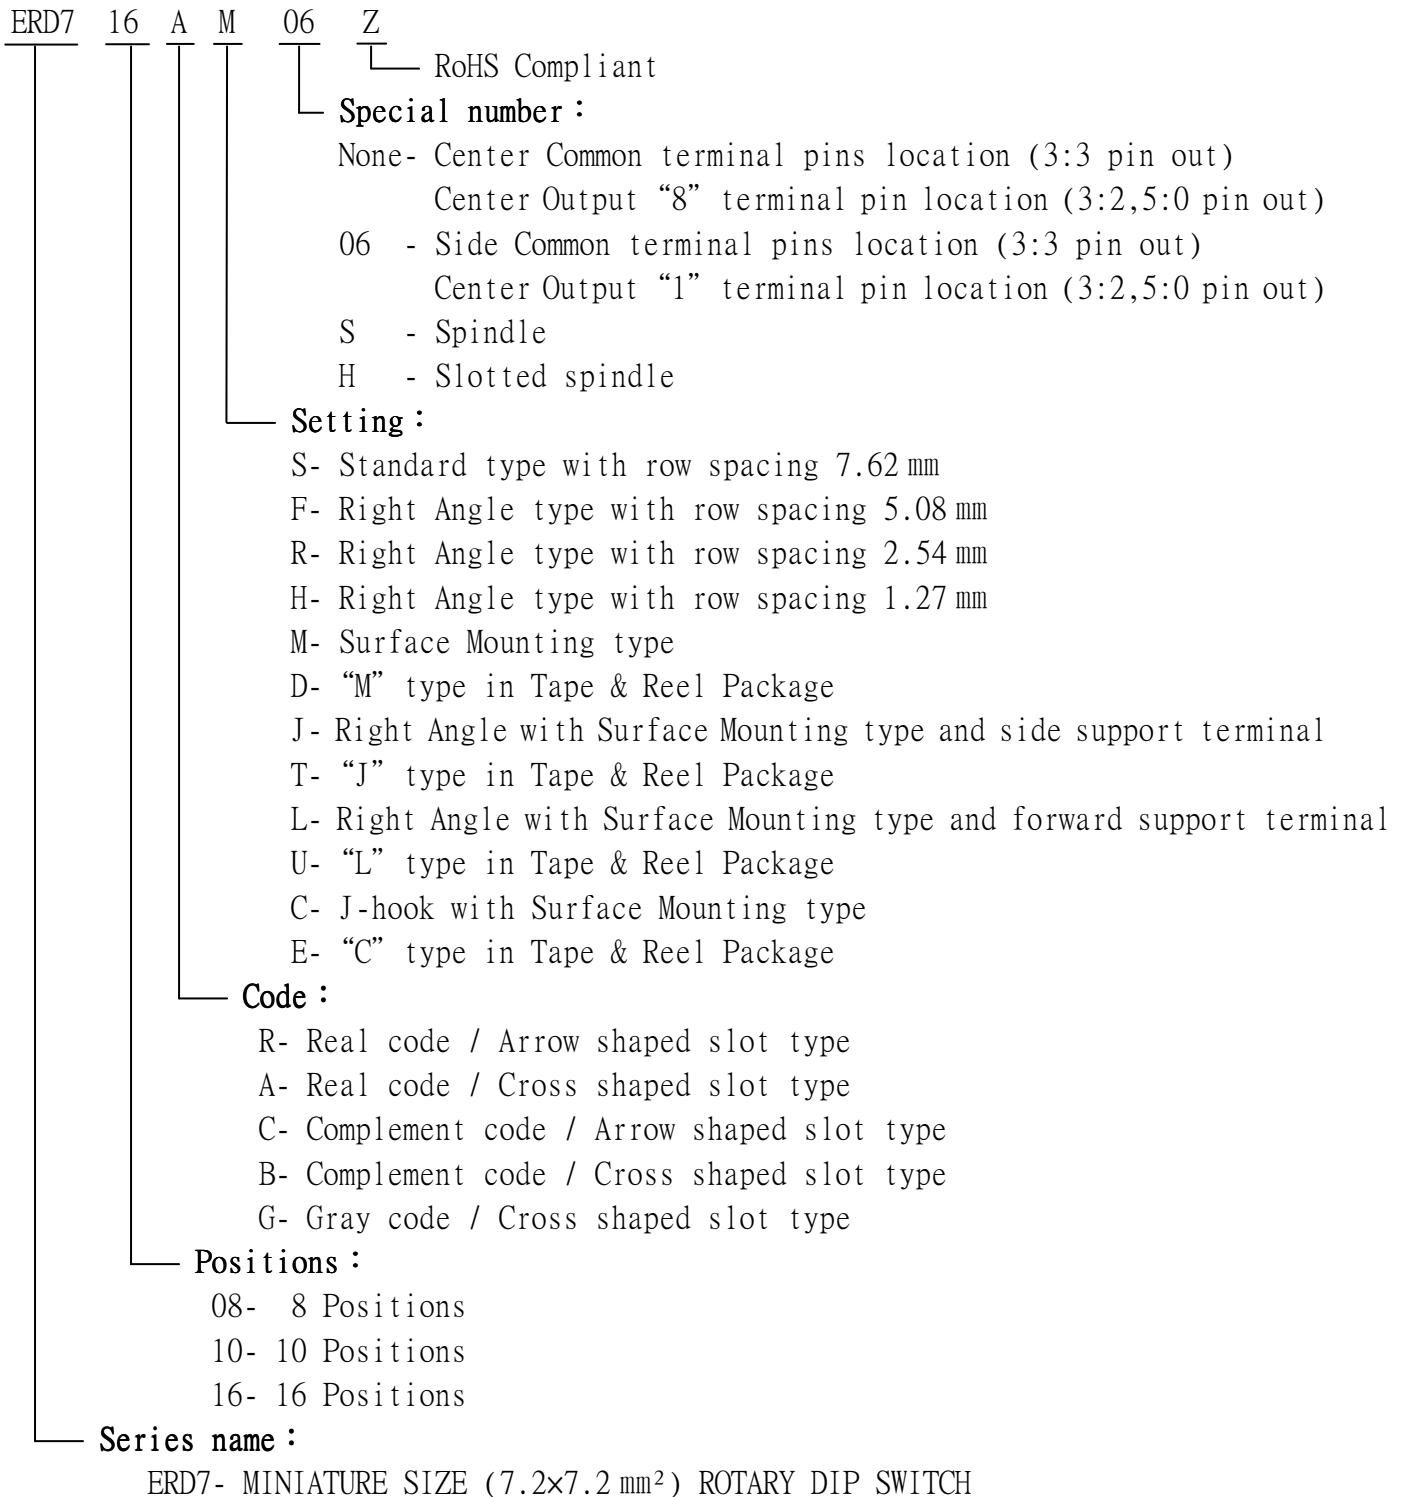 ERD7 16 A M 06 Z
RoHS Compliant
Special number：
None- Center Common terminal pins location (3:3 pin out)
Center Output “8” terminal pin location (3:2,5:0 pin out)
06 - Side Common terminal pins location (3:3 pin out)
Center Output “1” terminal pin location (3:2,5:0 pin out)
S - Spindle
H - Slotted spindle
Setting：
S- Standard type with row spacing 7.62 ㎜
F- Right Angle type with row spacing 5.08 ㎜
R- Right Angle type with row spacing 2.54 ㎜
H- Right Angle type with row spacing 1.27 ㎜
M- Surface Mounting type
D- “M” type in Tape & Reel Package
J- Right Angle with Surface Mounting type and side support terminal
T- “J” type in Tape & Reel Package
L- Right Angle with Surface Mounting type and forward support terminal
U- “L” type in Tape & Reel Package
C- J-hook with Surface Mounting type
E- “C” type in Tape & Reel Package
Code：
R- Real code / Arrow shaped slot type
A- Real code / Cross shaped slot type
C- Complement code / Arrow shaped slot type
B- Complement code / Cross shaped slot type
G- Gray code / Cross shaped slot type
Positions：
08- 8 Positions
10- 10 Positions
16- 16 Positions
Series name：
ERD7- MINIATURE SIZE (7.2×7.2 ㎜²) ROTARY DIP SWITCH